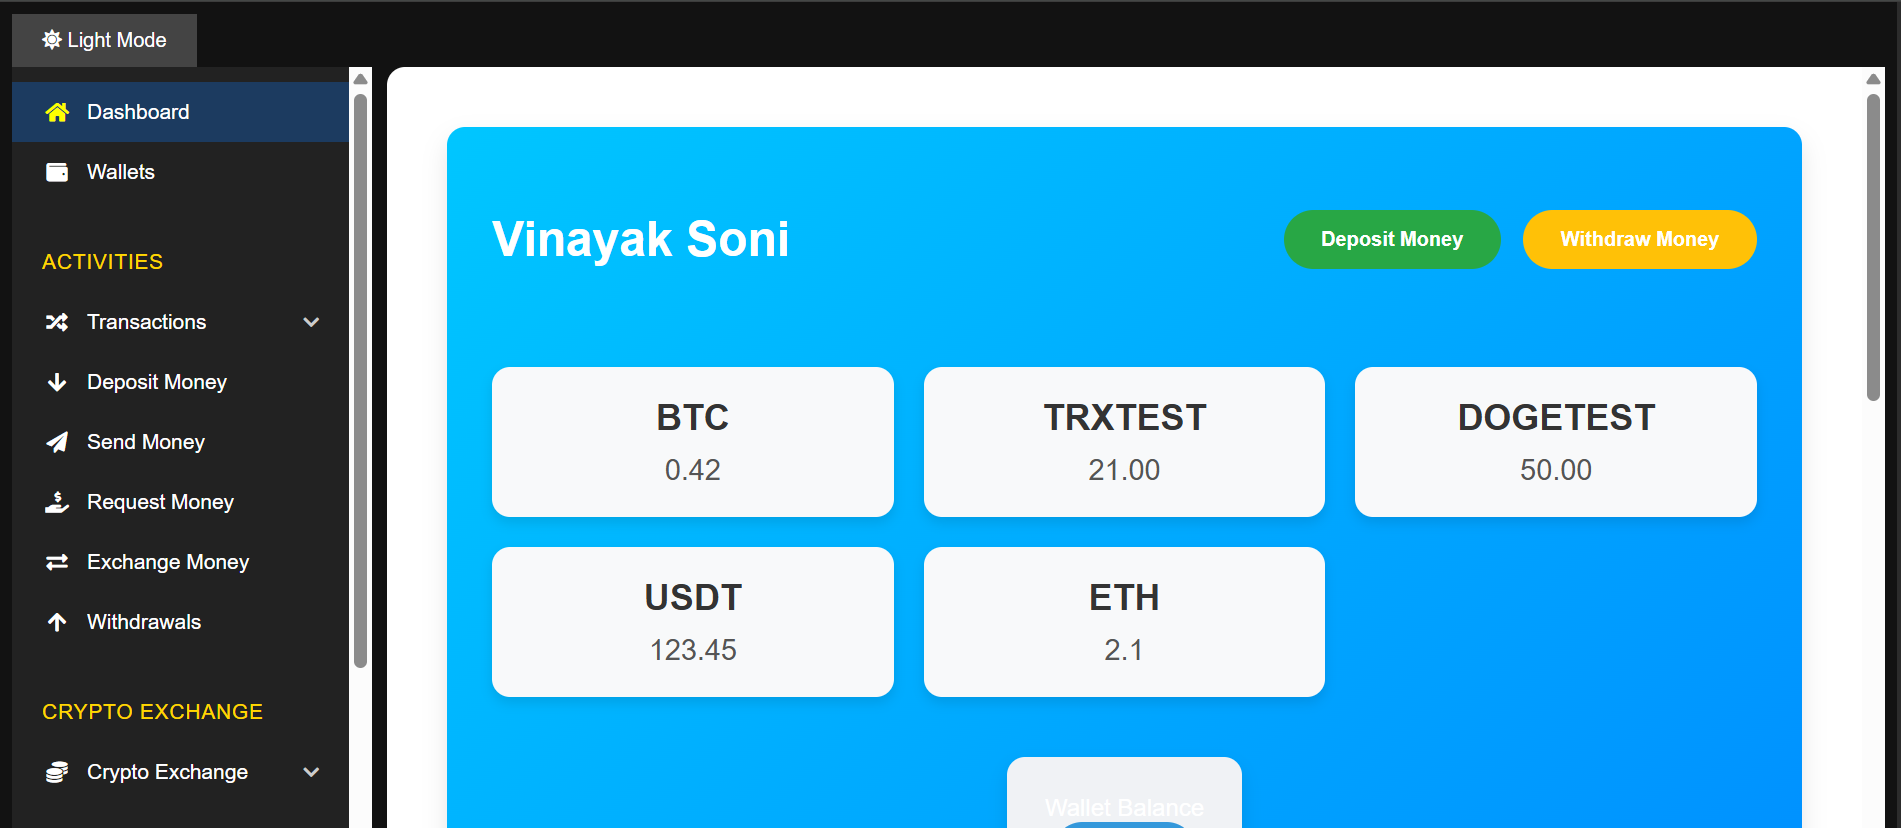 Light Mode
Dashboard
Wallets
ACTIVITIES
Transactions
Deposit Money
Send Money
Request Money
Exchange Money
Withdrawals
CRYPTO EXCHANGE
Crypto Exchange
Vinayak Soni
Deposit Money
Withdraw Money
BTC
0.42
TRXTEST
21.00
DOGETEST
50.00
USDT
123.45
ETH
2.1
Wallet Balance